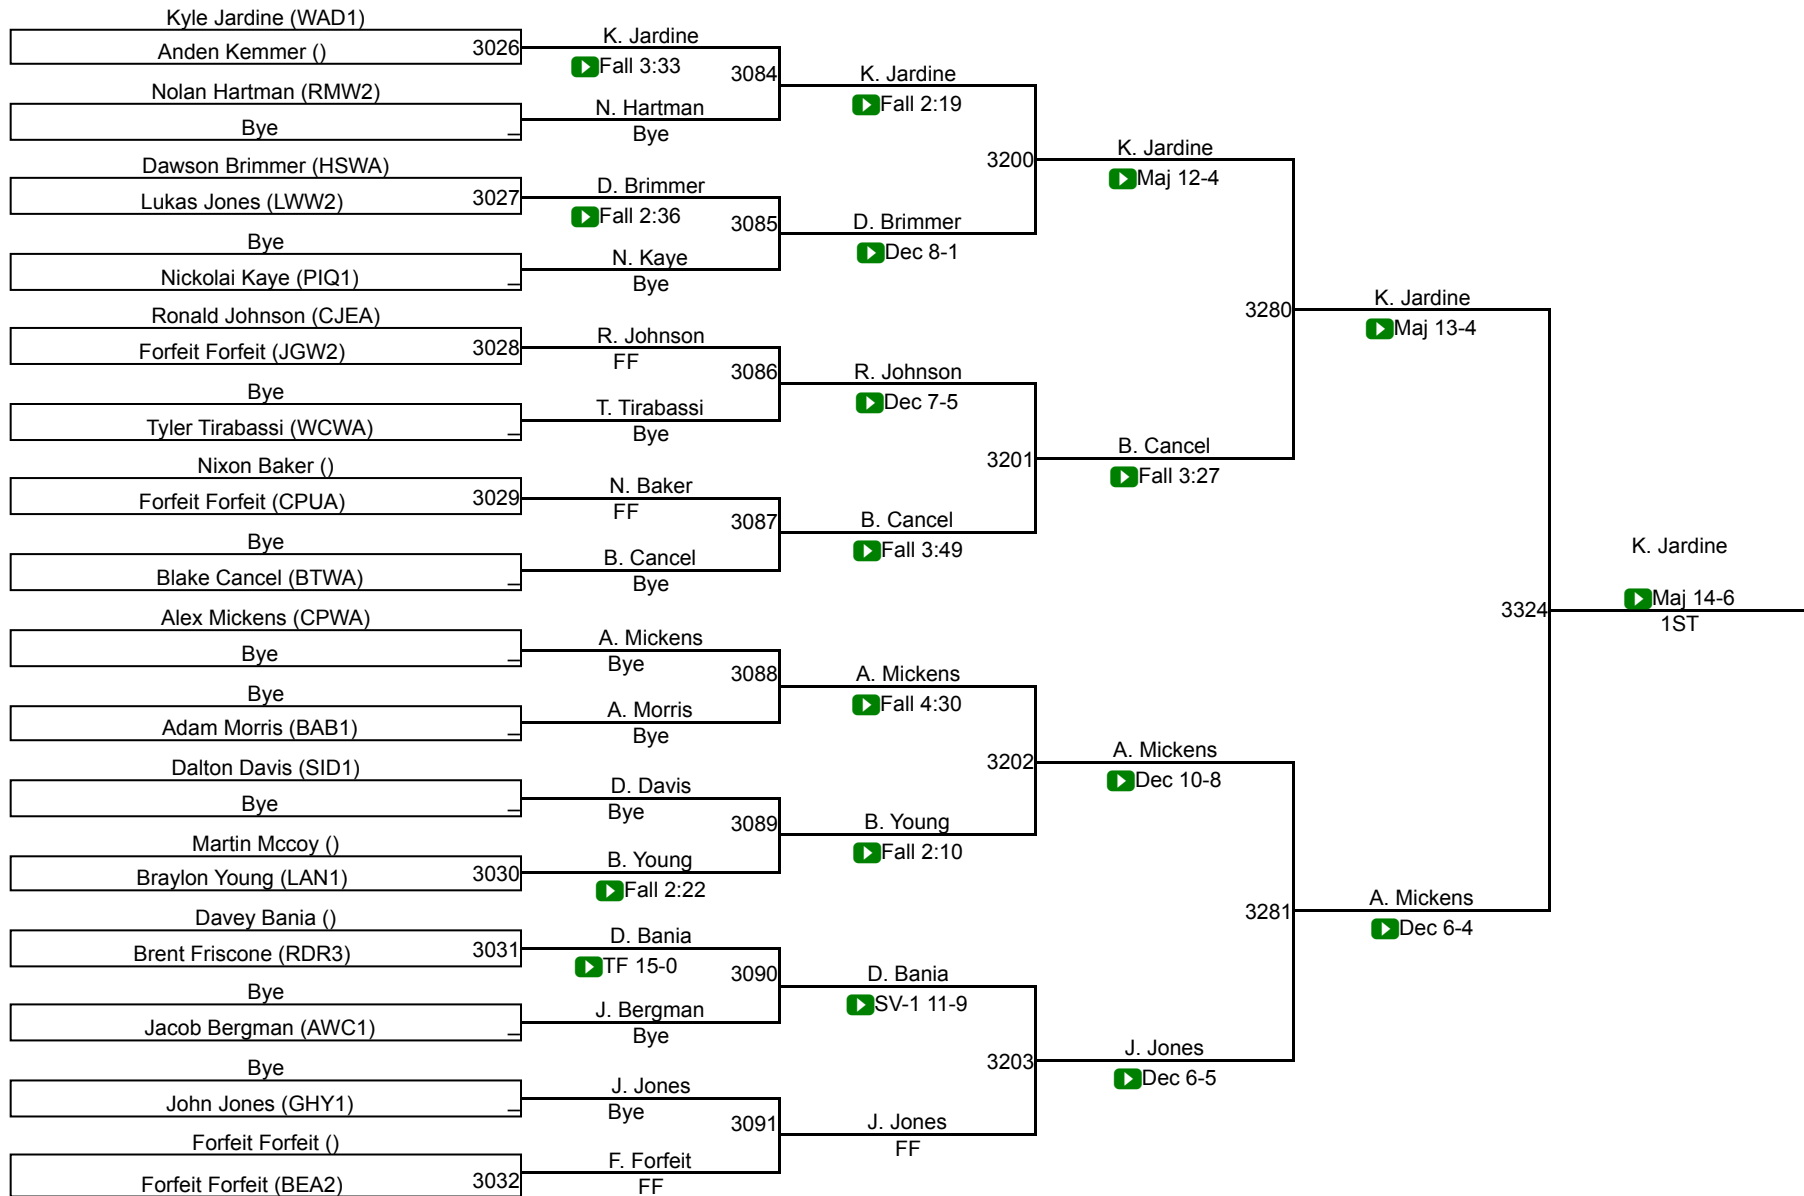 Kyle Jardine (WAD1)
Anden Kemmer () 3026
Nolan Hartman (RMW2)
Bye
Dawson Brimmer (HSWA)
Lukas Jones (LWW2) 3027
Bye
Nickolai Kaye (PIQ1)
Ronald Johnson (CJEA)
Forfeit Forfeit (JGW2) 3028
Bye
Tyler Tirabassi (WCWA)
Nixon Baker ()
Forfeit Forfeit (CPUA) 3029
Bye
Blake Cancel (BTWA)
Alex Mickens (CPWA)
Bye
Bye
Adam Morris (BAB1)
Dalton Davis (SID1)
Bye
Martin Mccoy ()
Braylon Young (LAN1) 3030
Davey Bania ()
Brent Friscone (RDR3) 3031
Bye
Jacob Bergman (AWC1)
Bye
John Jones (GHY1)
Forfeit Forfeit ()
Forfeit Forfeit (BEA2) 3032
K. Jardine
Fall 3:33
3084
N. Hartman
Bye
D. Brimmer
Fall 2:36
3085
N. Kaye
Bye
R. Johnson
FF
3086
T. Tirabassi
Bye
N. Baker
FF
3087
B. Cancel
Bye
A. Mickens
Bye
3088
A. Morris
Bye
D. Davis
Bye
3089
B. Young
Fall 2:22
D. Bania
TF 15-0
3090
J. Bergman
Bye
J. Jones
Bye
3091
F. Forfeit
FF
K. Jardine
Fall 2:19
3200
D. Brimmer
Dec 8-1
R. Johnson
Dec 7-5
3201
B. Cancel
Fall 3:49
A. Mickens
Fall 4:30
3202
B. Young
Fall 2:10
D. Bania
SV-1 11-9
3203
J. Jones
FF
K. Jardine
Maj 12-4
3280
B. Cancel
Fall 3:27
A. Mickens
Dec 10-8
3281
J. Jones
Dec 6-5
K. Jardine
Maj 13-4
3324
A. Mickens
Dec 6-4
K. Jardine
Maj 14-6
1ST